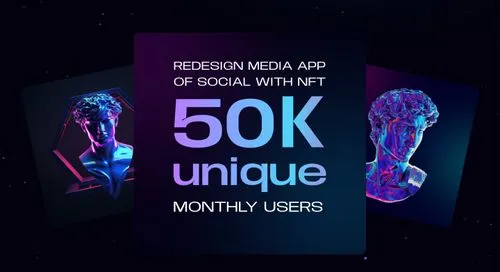 REDESIGN MEDIA APP
OF SOCIAL WITH NFT
50K
unique
MONTHLY USERS